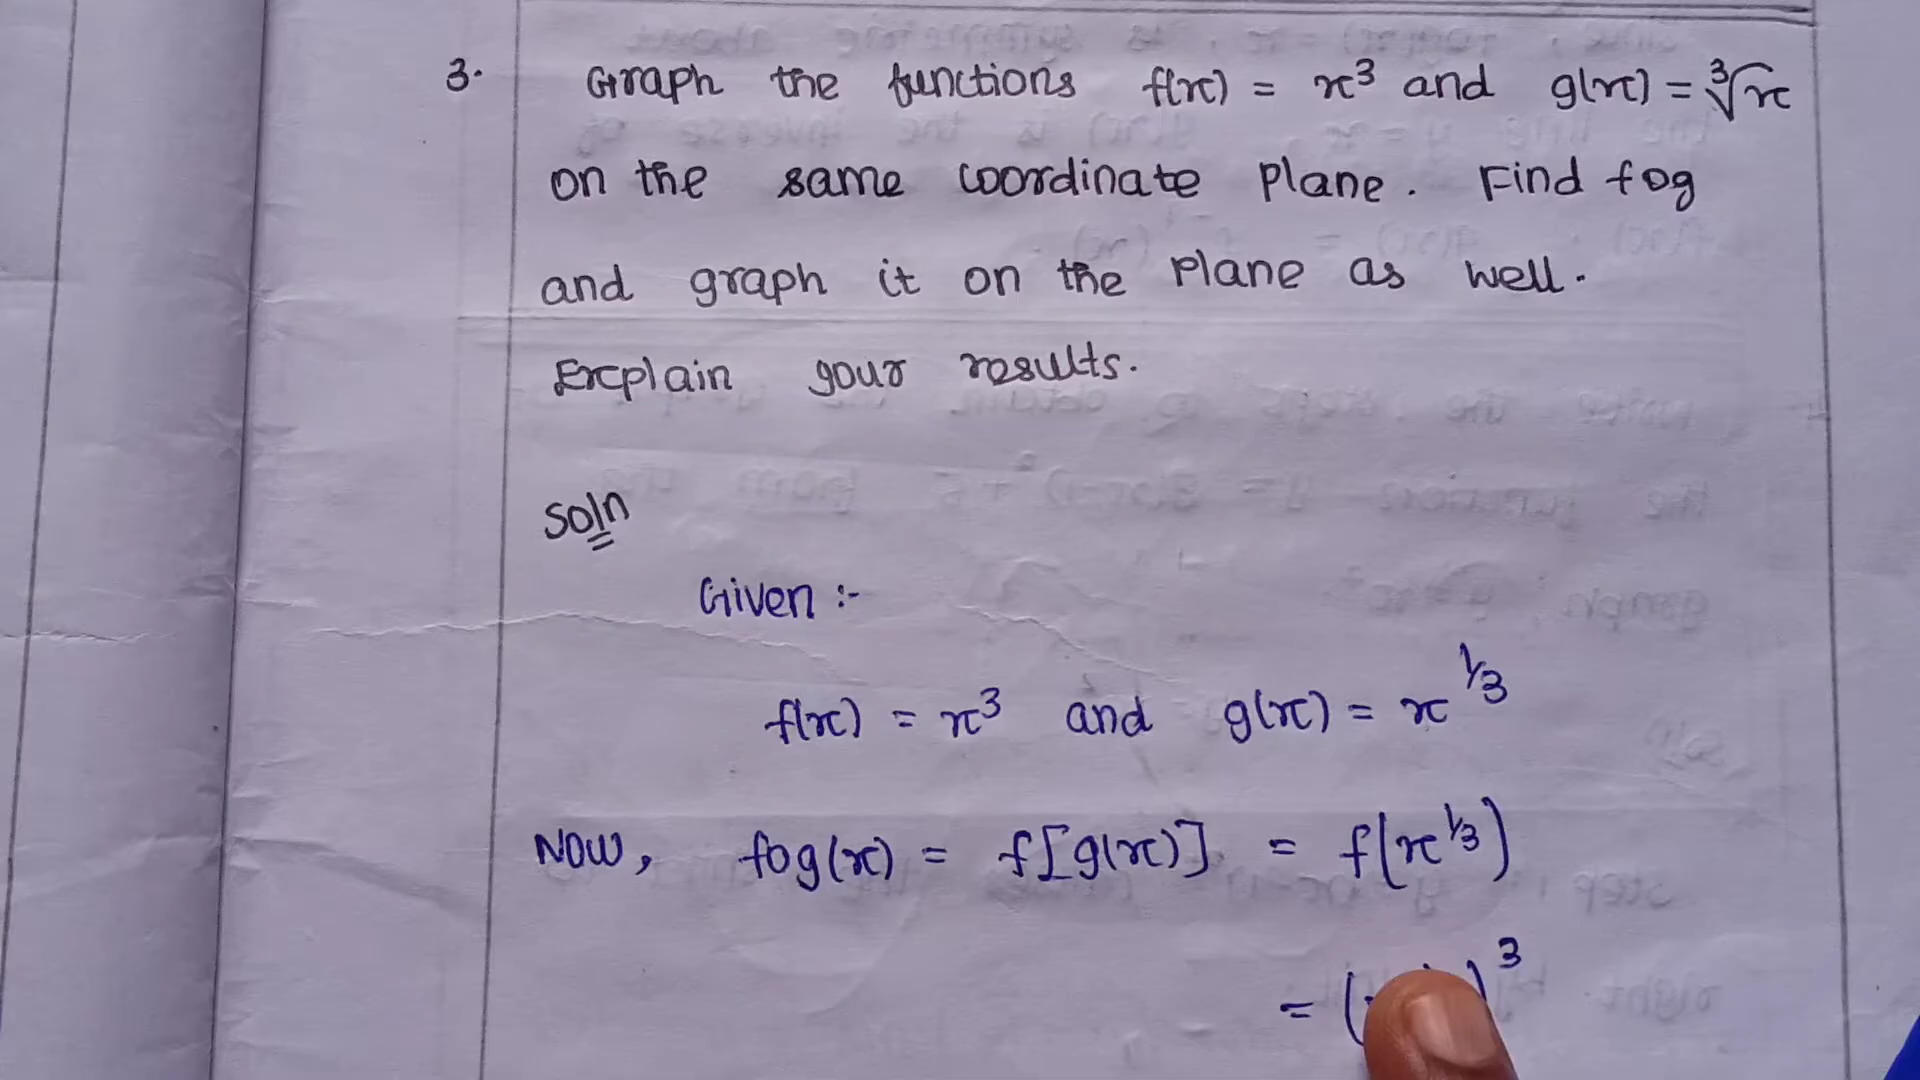 3. Graph the functions f(x) = x³ and g(x) = ∛x
on the same coordinate plane. Find fog
and graph it on the plane as well.
Explain your results.
Soln
Given :-
f(x) = x³ and g(x) = x^1/3
Now, fog(x) = f[g(x)] = f(x^1/3)
= ( )³